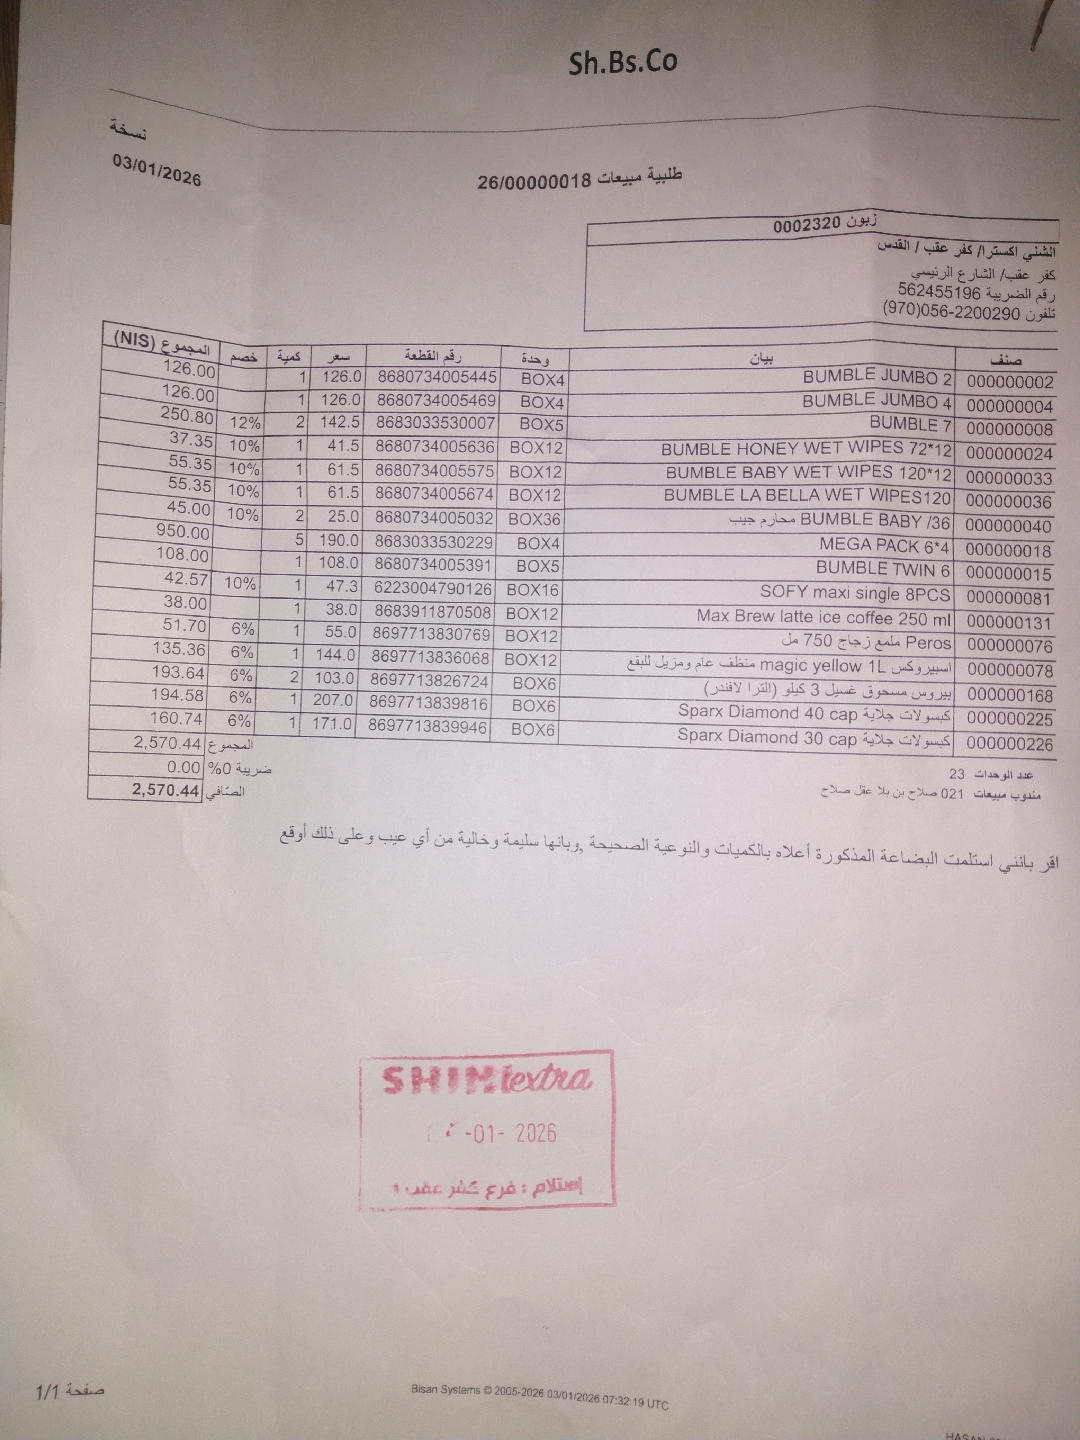 Sh.Bs.Co
نسخة
03/01/2026
طلبية مبيعات 26/00000018
زبون 0002320
الشني اكسترا/ كفر عقب / القدس
كفر عقب/ الشارع الرئيسي
رقم الضريبة 562455196
تلفون 056-2200290(970)
صنف بيان وحدة رقم القطعة سعر كمية خصم المجموع (NIS)
000000002 BUMBLE JUMBO 2 BOX4 8680734005445 126.0 1 126.00
000000004 BUMBLE JUMBO 4 BOX4 8680734005469 126.0 1 126.00
000000008 BUMBLE 7 BOX5 8683033530007 142.5 2 12% 250.80
000000024 BUMBLE HONEY WET WIPES 72*12 BOX12 8680734005636 41.5 1 10% 37.35
000000033 BUMBLE BABY WET WIPES 120*12 BOX12 8680734005575 61.5 1 10% 55.35
000000036 BUMBLE LA BELLA WET WIPES120 BOX12 8680734005674 61.5 1 10% 55.35
000000040 BUMBLE BABY /36 محارم جيب BOX36 8680734005032 25.0 2 10% 45.00
000000018 MEGA PACK 6*4 BOX4 8683033530229 190.0 5 950.00
000000015 BUMBLE TWIN 6 BOX5 8680734005391 108.0 1 108.00
000000081 SOFY maxi single 8PCS BOX16 6223004790126 47.3 1 10% 42.57
000000131 Max Brew latte ice coffee 250 ml BOX12 8683911870508 38.0 1 38.00
000000076 Peros ملمع زجاج 750 مل BOX12 8697713830769 55.0 1 6% 51.70
000000078 اسبيروكس magic yellow 1L منظف عام ومزيل للبقع BOX12 8697713836068 144.0 1 6% 135.36
000000168 بيروس مسحوق غسيل 3 كيلو (الترا لافندر) BOX6 8697713826724 103.0 2 6% 193.64
000000225 كبسولات جلاية Sparx Diamond 40 cap BOX6 8697713839816 207.0 1 6% 194.58
000000226 كبسولات جلاية Sparx Diamond 30 cap BOX6 8697713839946 171.0 1 6% 160.74
المجموع 2,570.44
ضريبة 0% 0.00
الصافي 2,570.44
عدد الوحدات 23
مندوب مبيعات 021 صلاح بن بلا عقل صلاح
اقر بانني استلمت البضاعة المذكورة أعلاه بالكميات والنوعية الصحيحة ,وبانها سليمة وخالية من أي عيب وعلى ذلك أوقع
SHINIextra
-01- 2026
إستلام : فرع كفر عقب
صفحة 1/1
Bisan Systems © 2005-2026 03/01/2026 07:32:19 UTC
HASAN